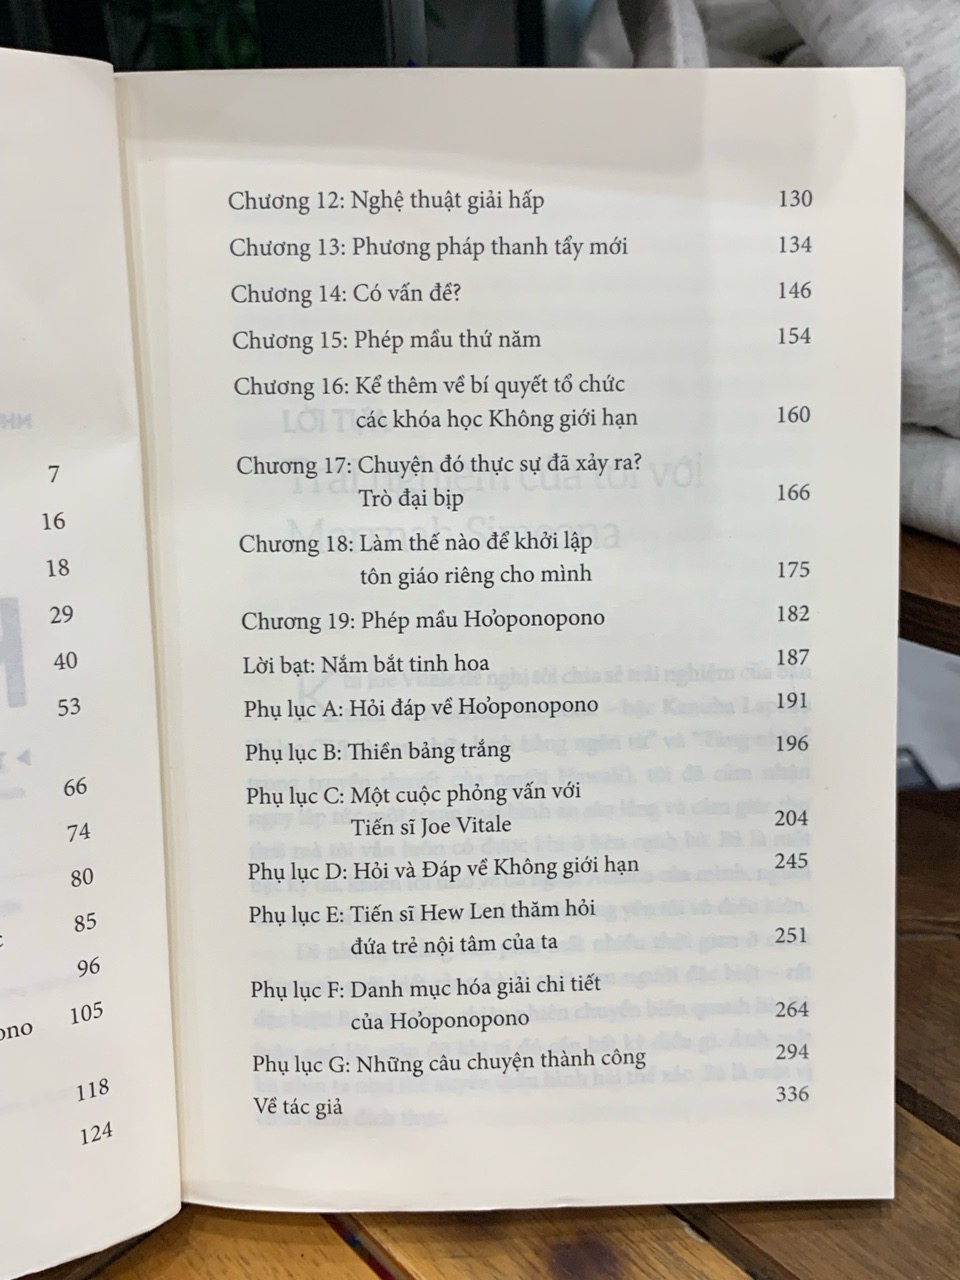 7
16
18
29
40
53
66
74
80
85
96
ono 105
118
124
Chương 12: Nghệ thuật giải hấp 130
Chương 13: Phương pháp thanh tẩy mới 134
Chương 14: Có vấn đề? 146
Chương 15: Phép mầu thứ năm 154
Chương 16: Kể thêm về bí quyết tổ chức
các khóa học Không giới hạn 160
Chương 17: Chuyện đó thực sự đã xảy ra?
Trò đại bịp 166
Chương 18: Làm thế nào để khởi lập
tôn giáo riêng cho mình 175
Chương 19: Phép mầu Ho'oponopono 182
Lời bạt: Nắm bắt tinh hoa 187
Phụ lục A: Hỏi đáp về Ho'oponopono 191
Phụ lục B: Thiền bảng trắng 196
Phụ lục C: Một cuộc phỏng vấn với
Tiến sĩ Joe Vitale 204
Phụ lục D: Hỏi và Đáp về Không giới hạn 245
Phụ lục E: Tiến sĩ Hew Len thăm hỏi
đứa trẻ nội tâm của ta 251
Phụ lục F: Danh mục hóa giải chi tiết
của Ho'oponopono 264
Phụ lục G: Những câu chuyện thành công 294
Về tác giả 336